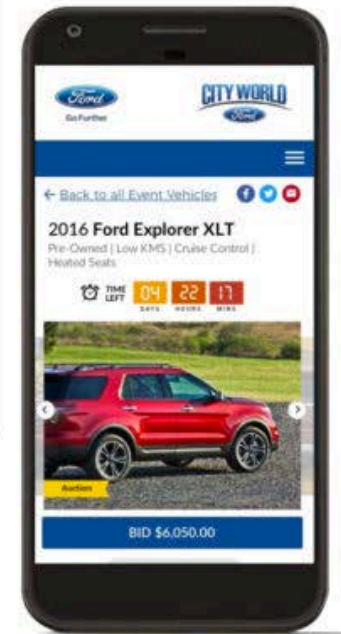 Ford
Go Further
CITY WORLD
Ford
← Back to all Event Vehicles
2016 Ford Explorer XLT
Pre-Owned | Low KMS | Cruise Control |
Heated Seats
TIME LEFT 04 DAYS 22 HOURS 17 MINS
Auction
BID $6,050.00